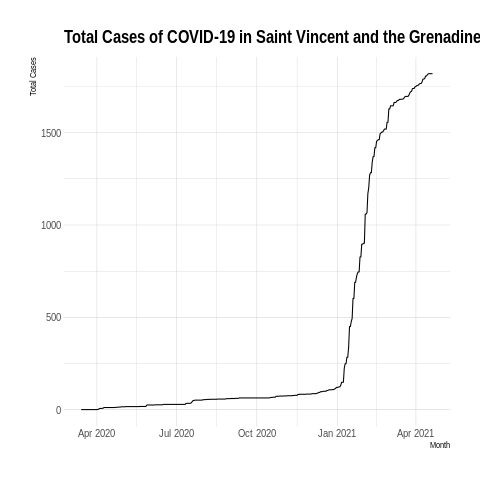 Total Cases of COVID-19 in Saint Vincent and the Grenadine
Total Cases
1500
1000
500
0
Apr 2020 Jul 2020 Oct 2020 Jan 2021 Apr 2021
Month